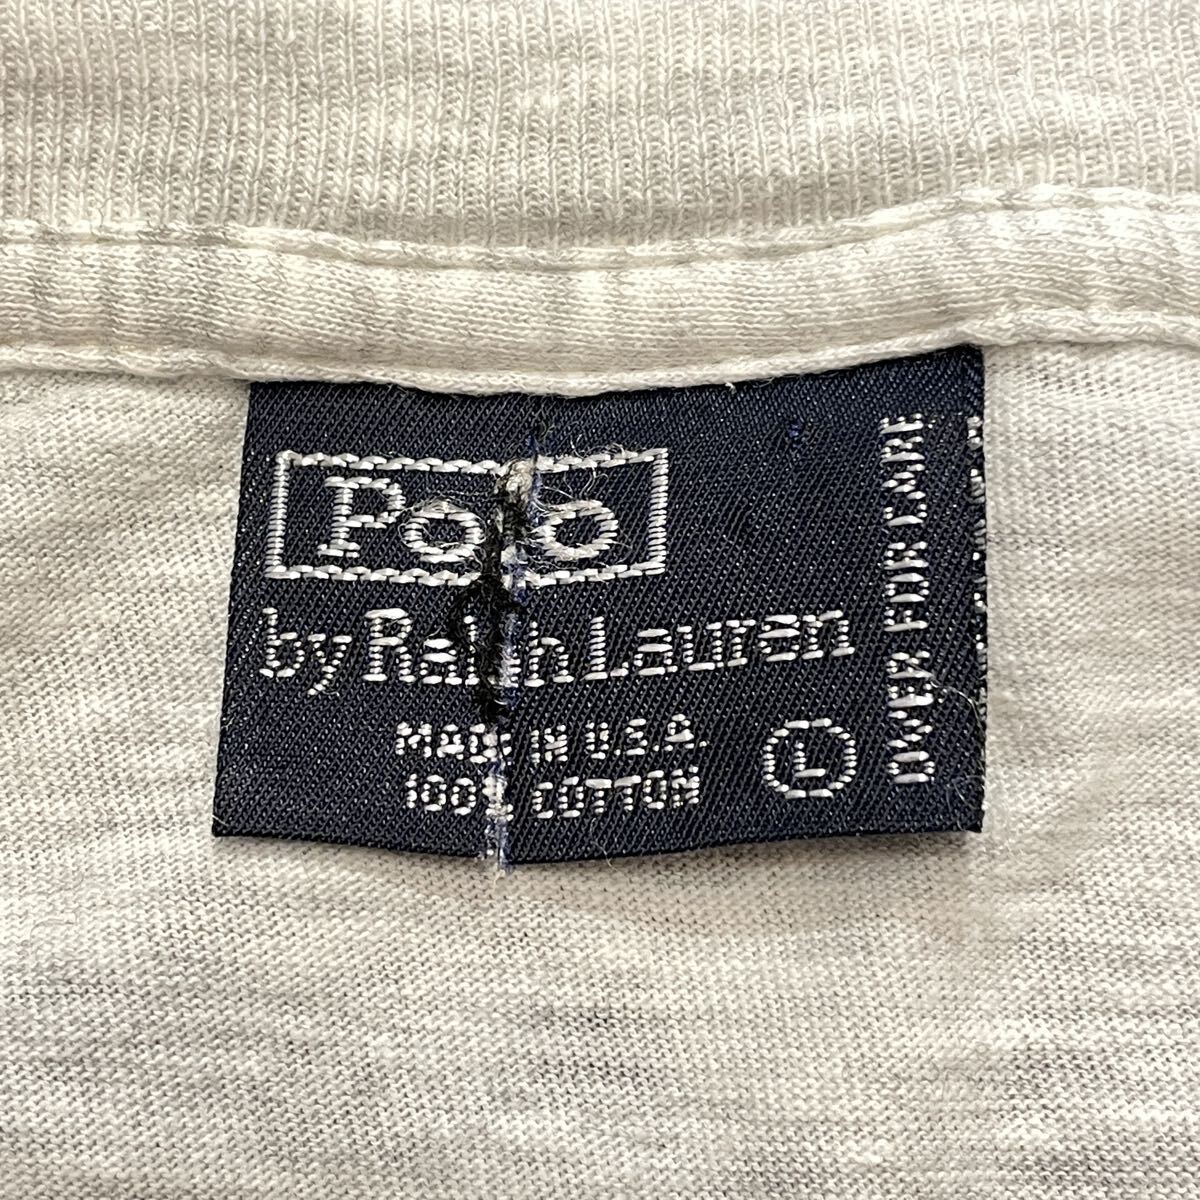 Polo
by Ralph Lauren
MADE IN U.S.A.
100% COTTON
L
OVER FOR CARE